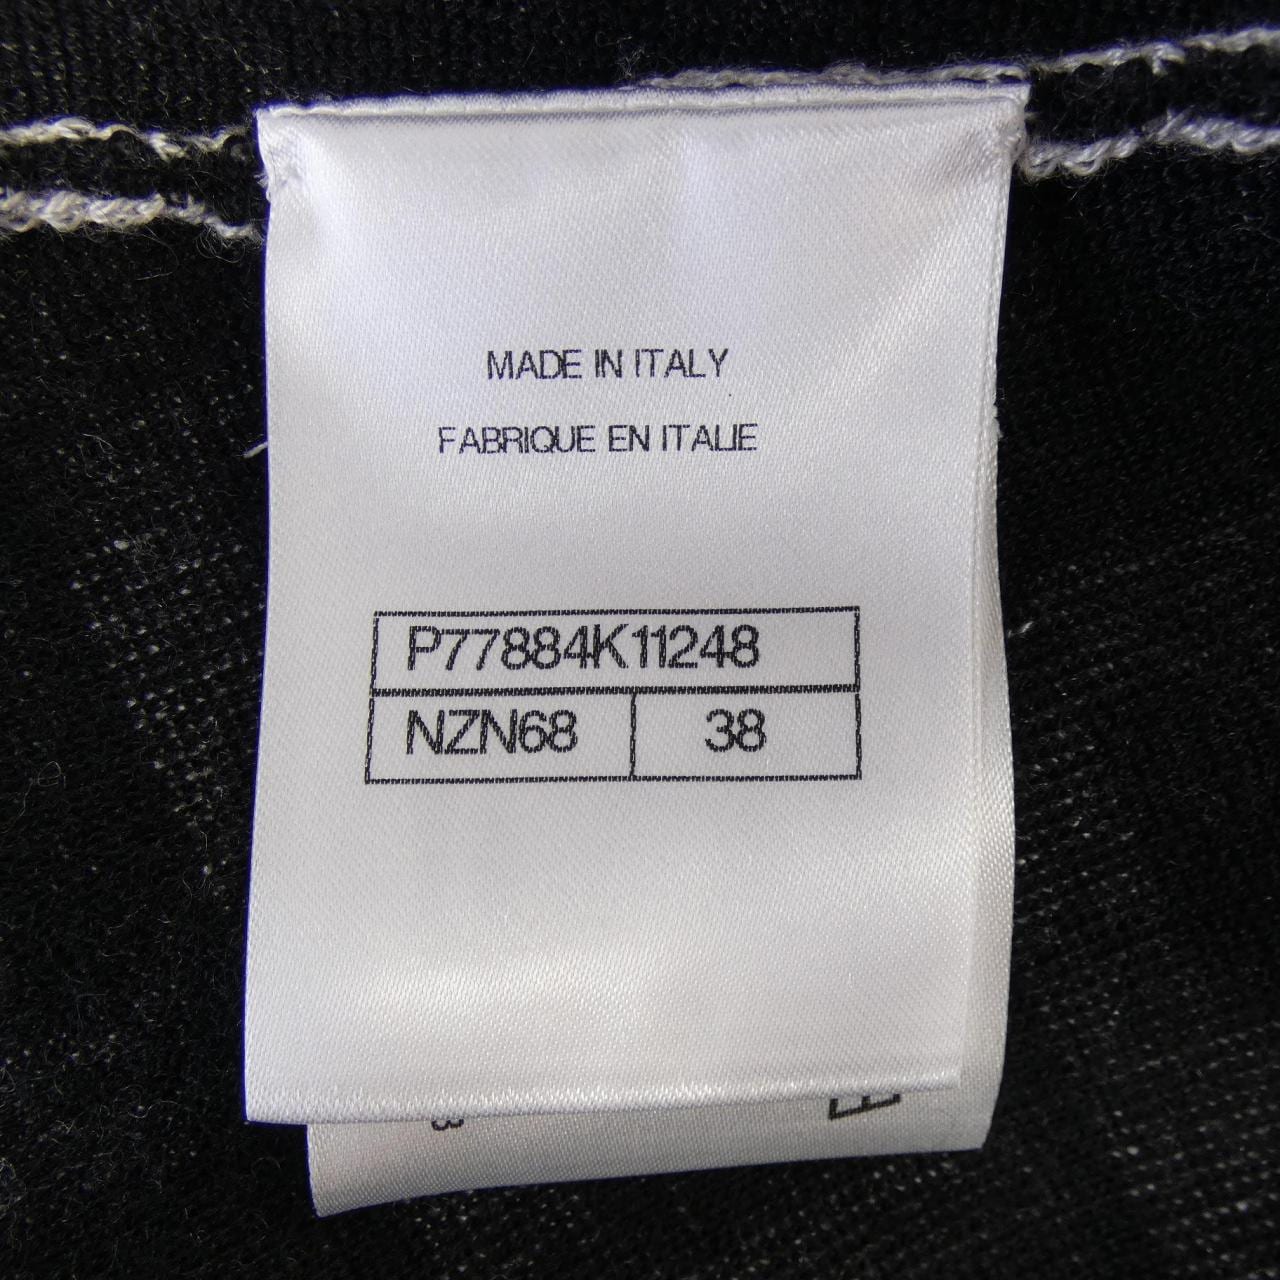 MADE IN ITALY
FABRIQUE EN ITALIE
P77884K11248
NZN68 38